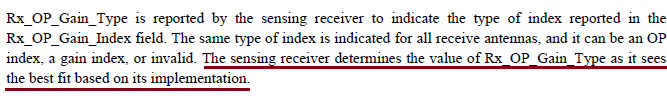 Rx_OP_Gain_Type is reported by the sensing receiver to indicate the type of index reported in the
Rx_OP_Gain_Index field. The same type of index is indicated for all receive antennas, and it can be an OP
index, a gain index, or invalid. The sensing receiver determines the value of Rx_OP_Gain_Type as it sees
the best fit based on its implementation.